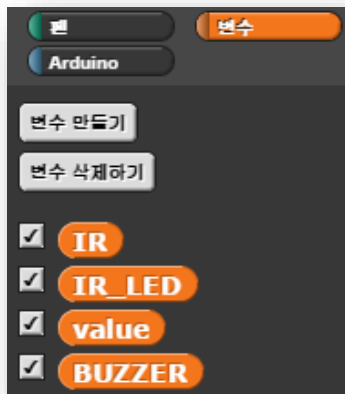 펜 변수
Arduino
변수 만들기
변수 삭제하기
IR
IR_LED
value
BUZZER